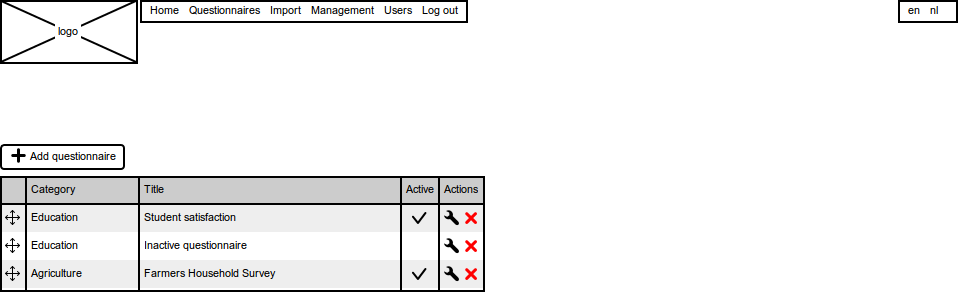 logo
Home Questionnaires Import Management Users Log out
en nl
Add questionnaire
Category Title Active Actions
Education Student satisfaction
Education Inactive questionnaire
Agriculture Farmers Household Survey